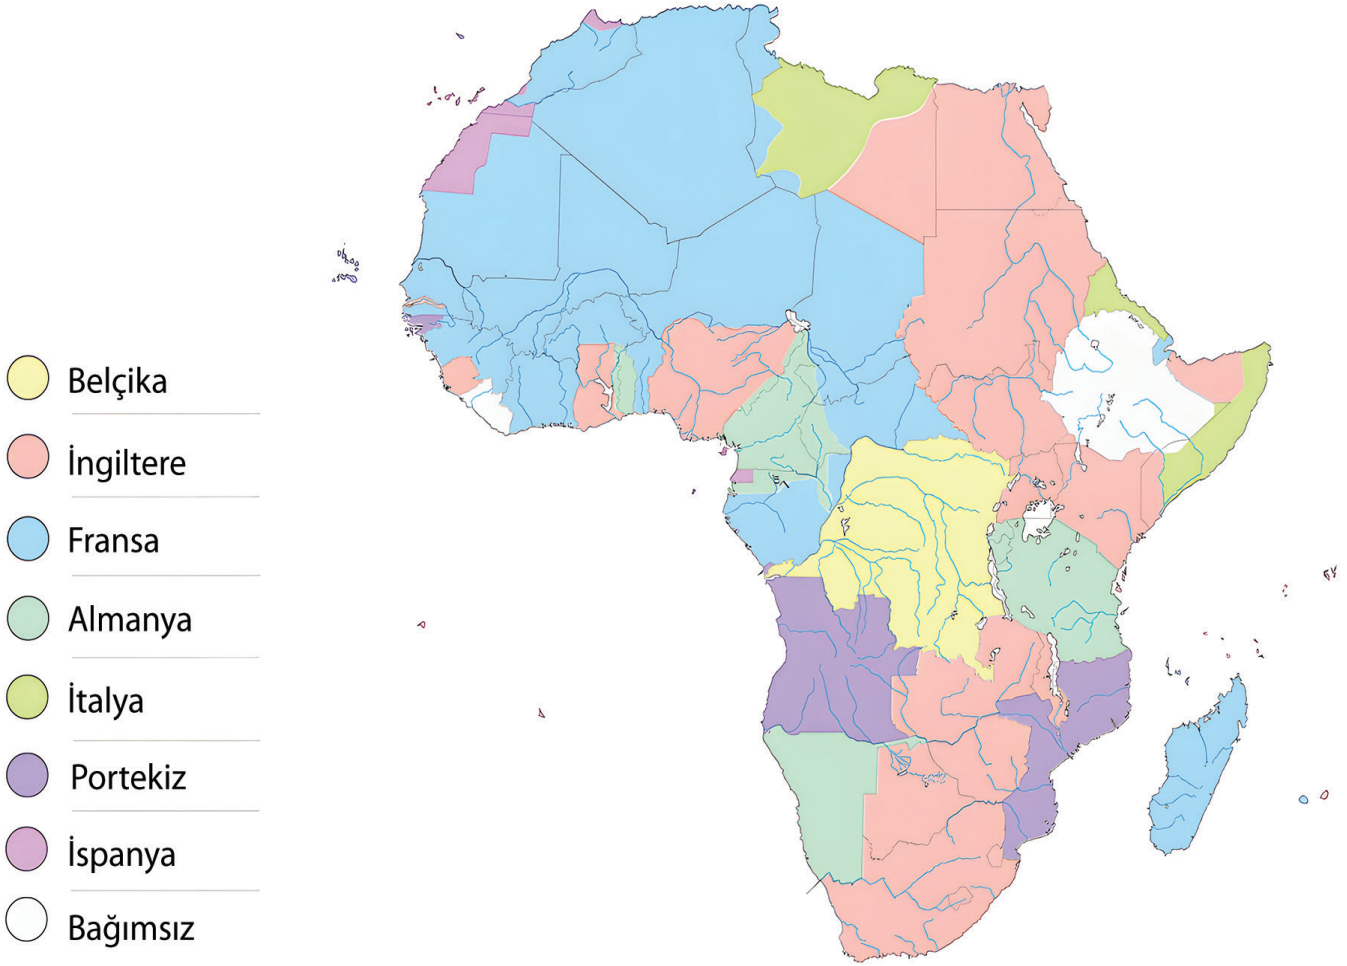 Belçika
İngiltere
Fransa
Almanya
İtalya
Portekiz
İspanya
Bağımsız